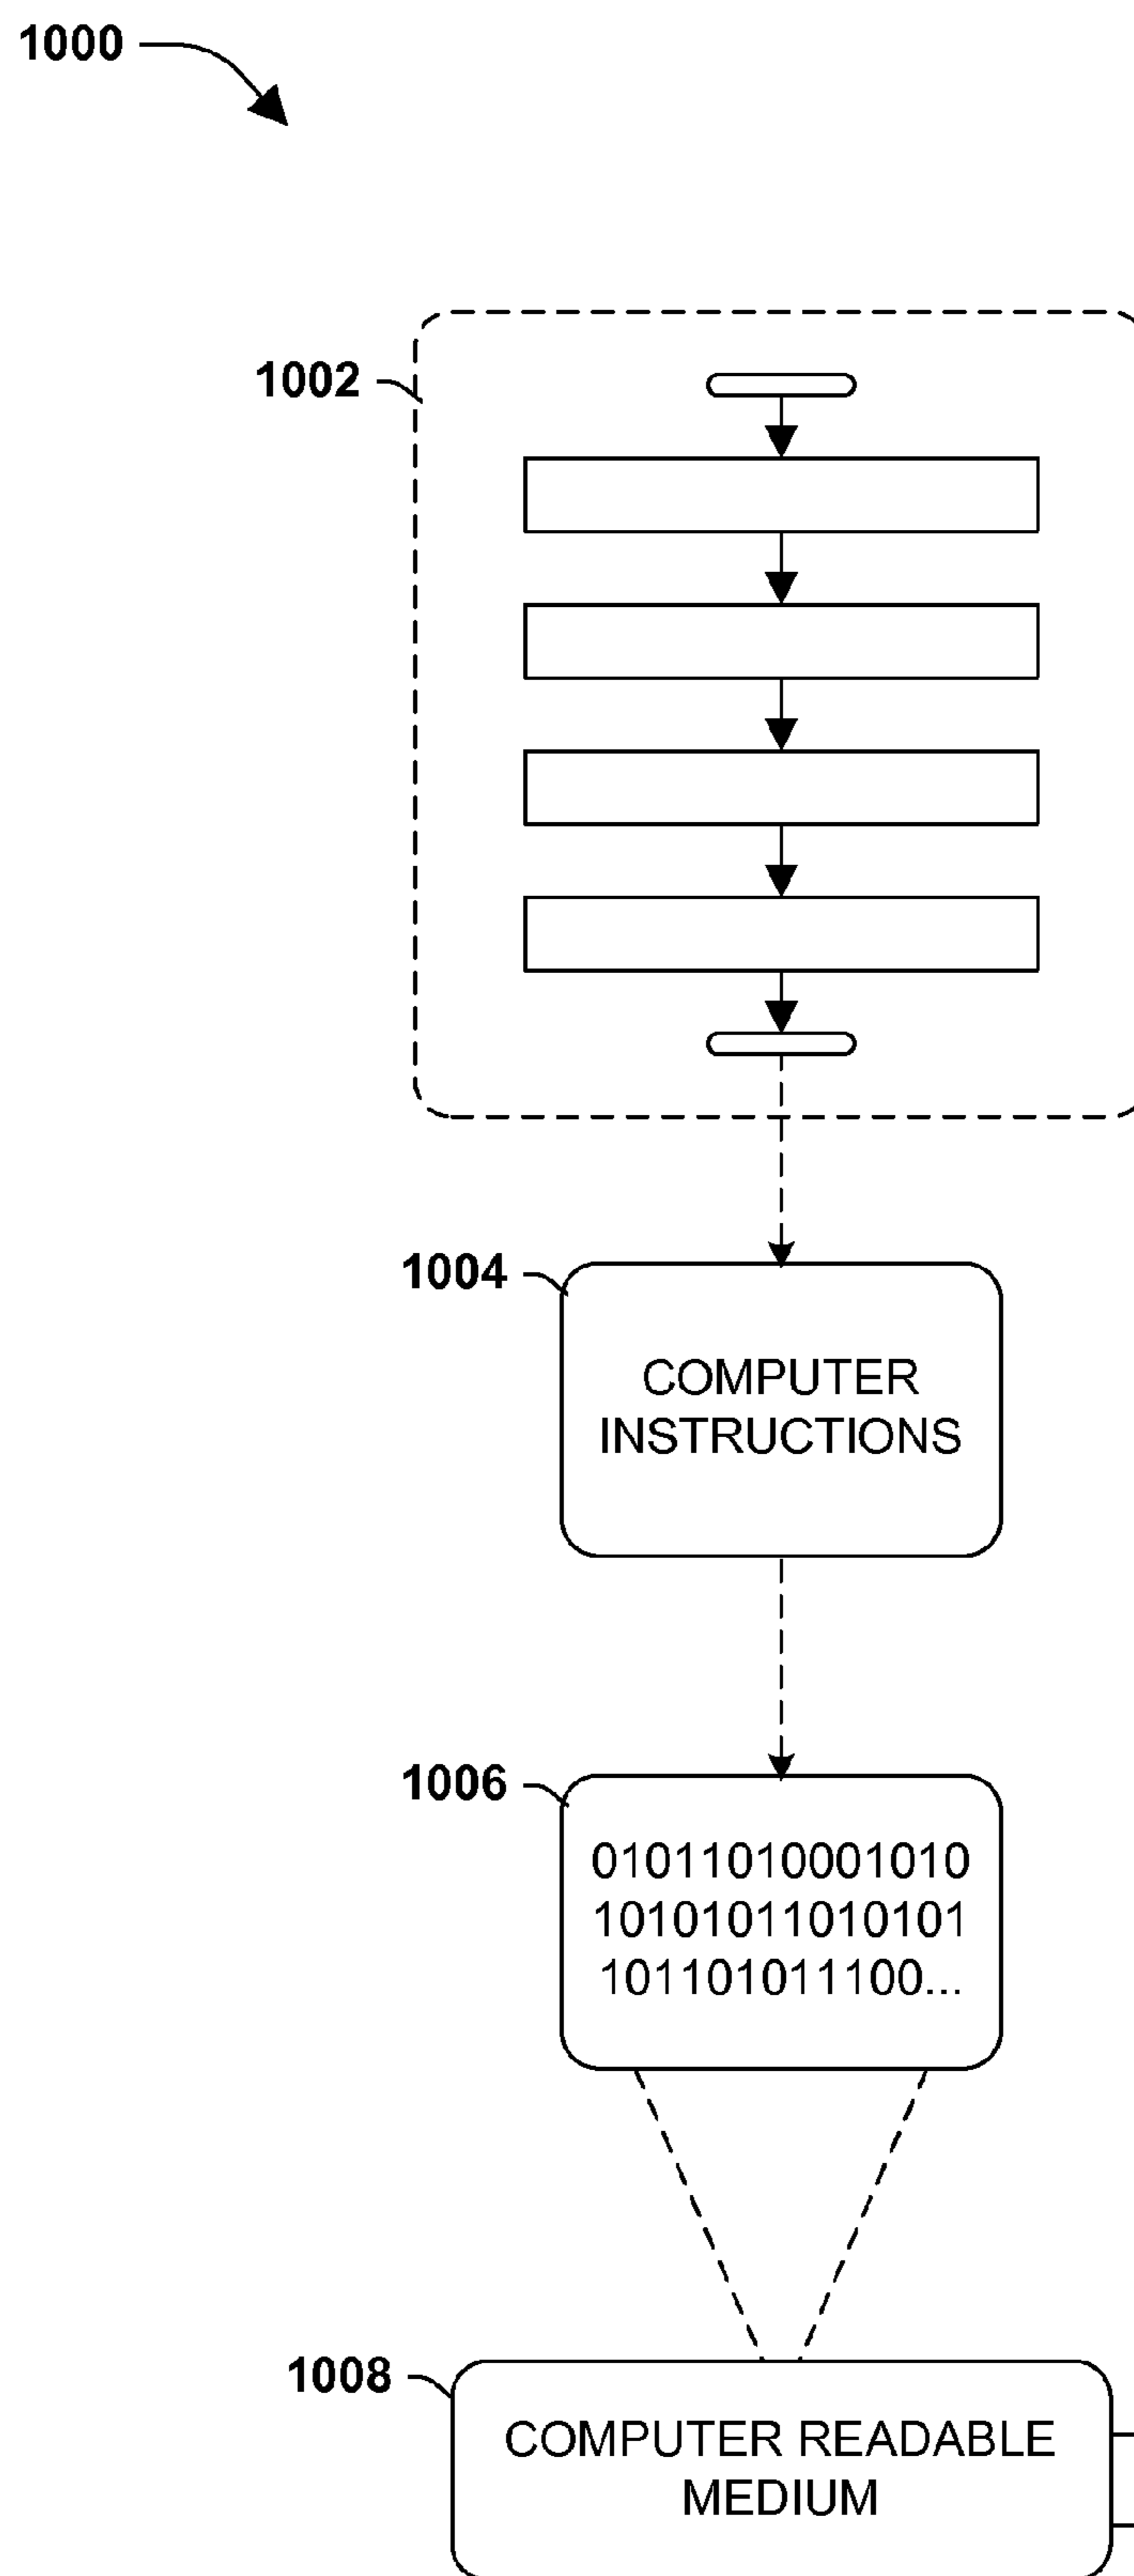 1000
1002
1004
COMPUTER
INSTRUCTIONS
1006
01011010001010
10101011010101
101101011100...
1008
COMPUTER READABLE
MEDIUM